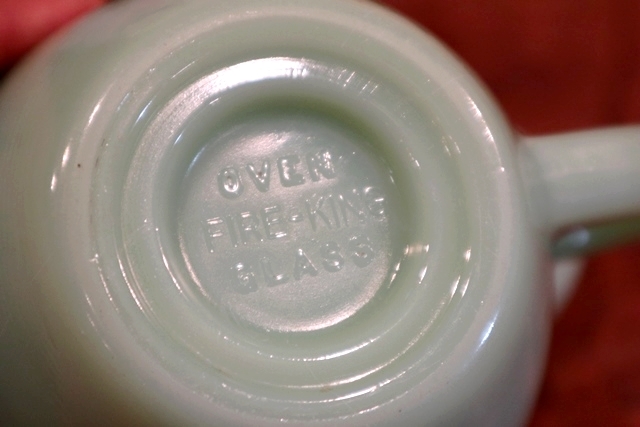 OVEN-
FIRE-KING
GLASS